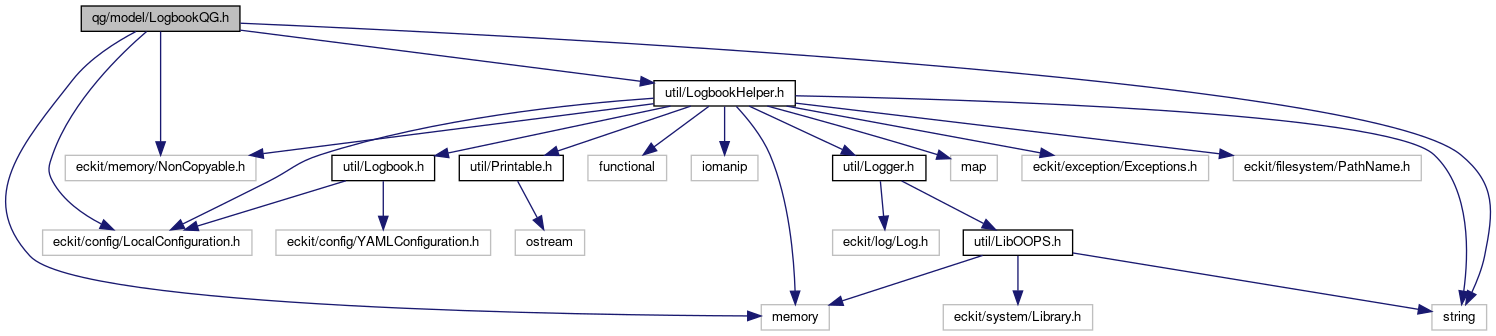 qg/model/LogbookQG.h
util/LogbookHelper.h
eckit/memory/NonCopyable.h
util/Logbook.h
util/Printable.h
functional
iomanip
util/Logger.h
map
eckit/exception/Exceptions.h
eckit/filesystem/PathName.h
eckit/config/LocalConfiguration.h
eckit/config/YAMLConfiguration.h
ostream
eckit/log/Log.h
util/LibOOPS.h
memory
eckit/system/Library.h
string